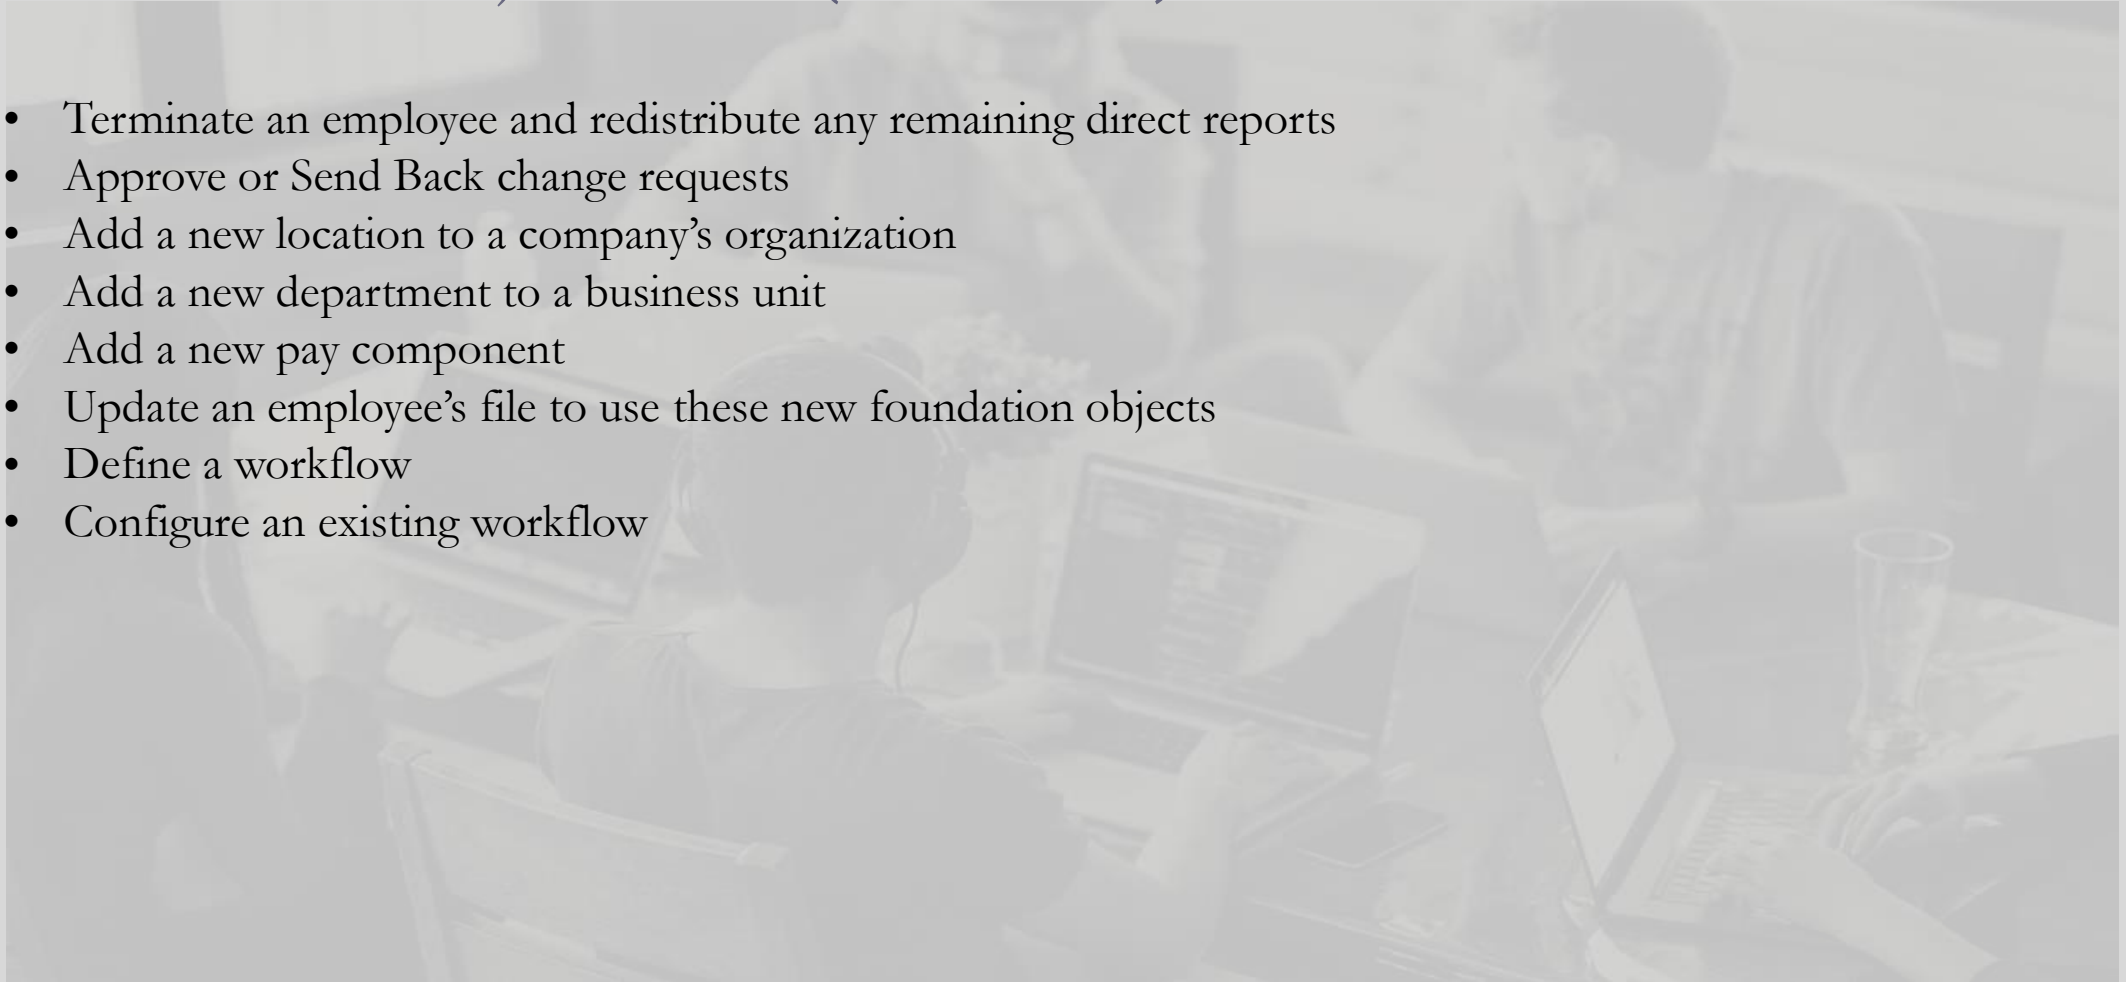 • Terminate an employee and redistribute any remaining direct reports
• Approve or Send Back change requests
• Add a new location to a company’s organization
• Add a new department to a business unit
• Add a new pay component
• Update an employee’s file to use these new foundation objects
• Define a workflow
• Configure an existing workflow